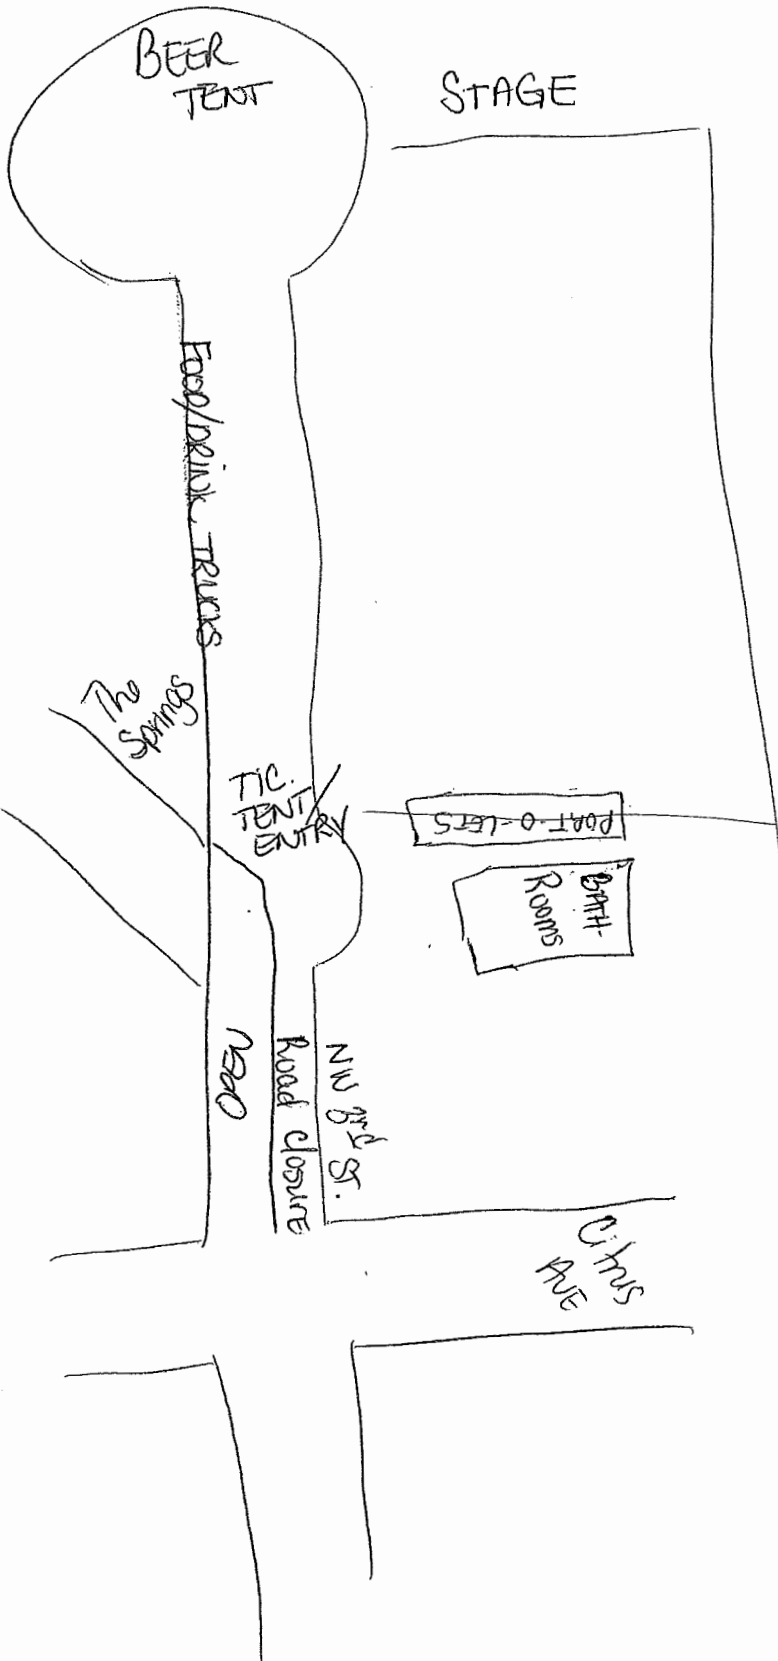 BEER
TENT
STAGE
FOOD/DRINK TRUCKS
The
Springs
TIC.
TENT/
ENTRY
PORT-O-LETS
BATH-
Rooms
Road closure
NW 3rd ST.
Citrus
AVE